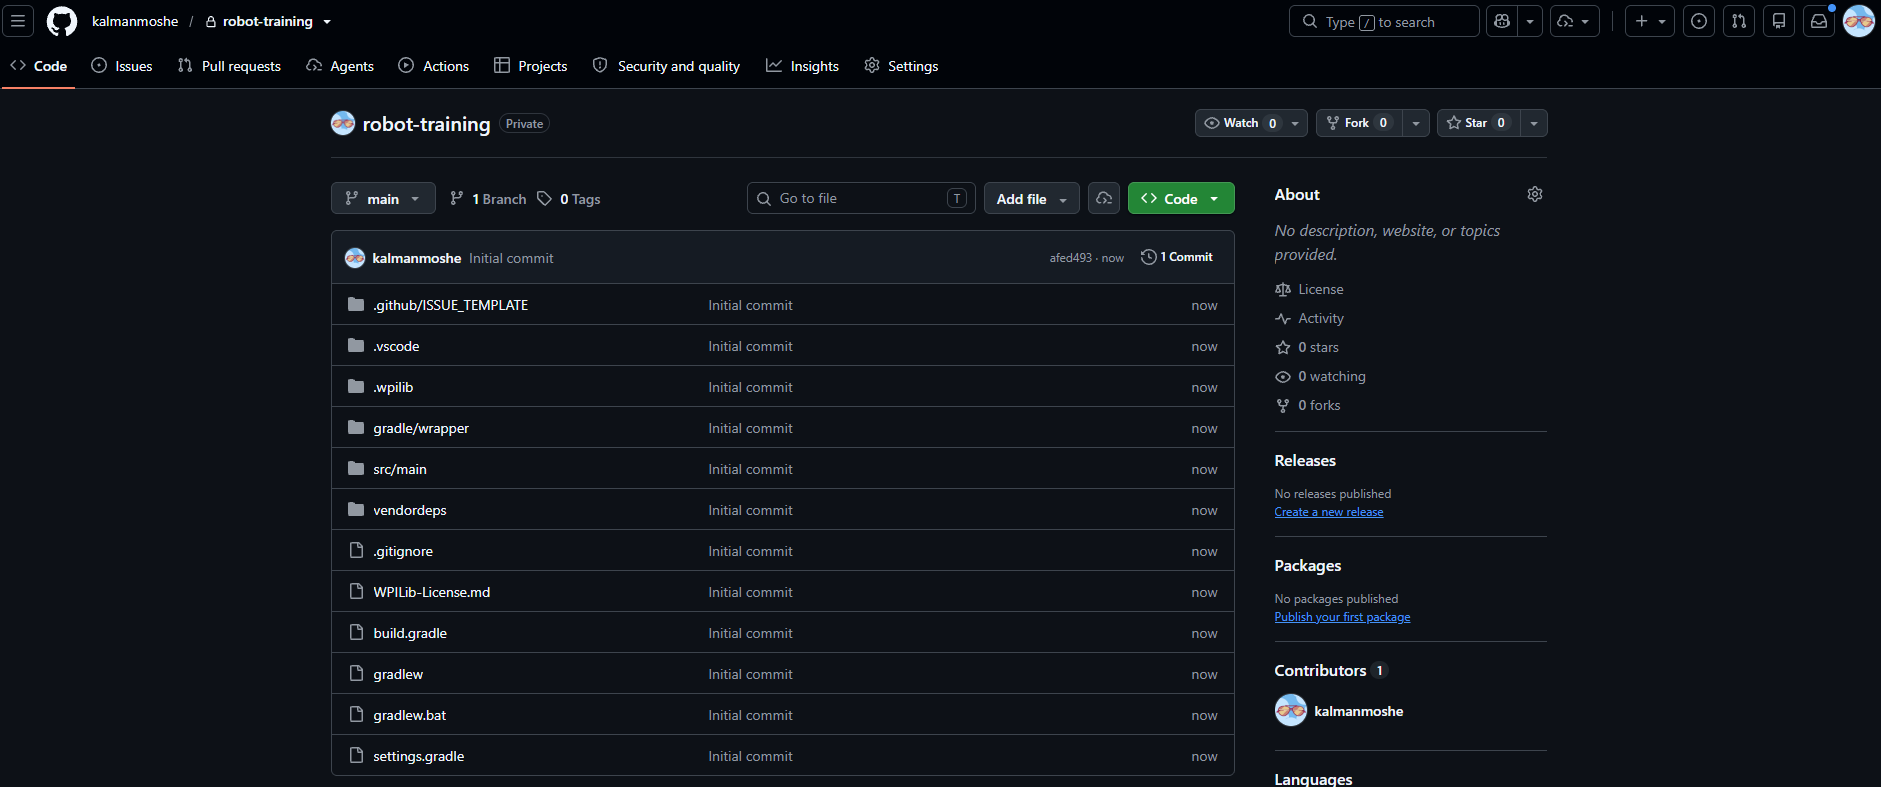 kalmanmoshe / robot-training
Type / to search
Code Issues Pull requests Agents Actions Projects Security and quality Insights Settings
robot-training Private
Watch 0 Fork 0 Star 0
main 1 Branch 0 Tags Go to file T Add file Code
kalmanmoshe Initial commit afed493 · now 1 Commit
.github/ISSUE_TEMPLATE Initial commit now
.vscode Initial commit now
.wpilib Initial commit now
gradle/wrapper Initial commit now
src/main Initial commit now
vendordeps Initial commit now
.gitignore Initial commit now
WPILib-License.md Initial commit now
build.gradle Initial commit now
gradlew Initial commit now
gradlew.bat Initial commit now
settings.gradle Initial commit now
About
No description, website, or topics
provided.
License
Activity
0 stars
0 watching
0 forks
Releases
No releases published
Create a new release
Packages
No packages published
Publish your first package
Contributors 1
kalmanmoshe
Languages